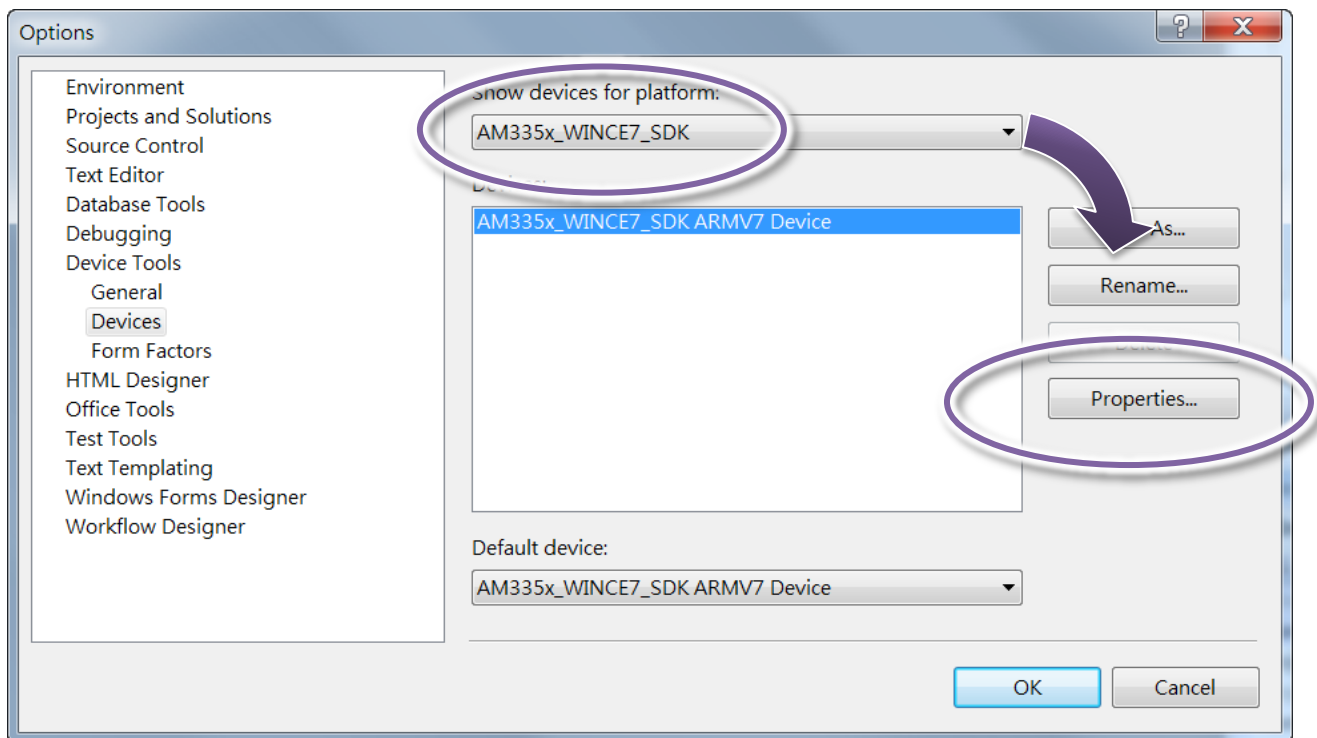 Options
Environment
Projects and Solutions
Source Control
Text Editor
Database Tools
Debugging
Device Tools
General
Devices
Form Factors
HTML Designer
Office Tools
Test Tools
Text Templating
Windows Forms Designer
Workflow Designer
Show devices for platform:
AM335x_WINCE7_SDK
AM335x_WINCE7_SDK ARMV7 Device
As...
Rename...
Delete
Properties...
Default device:
AM335x_WINCE7_SDK ARMV7 Device
OK
Cancel